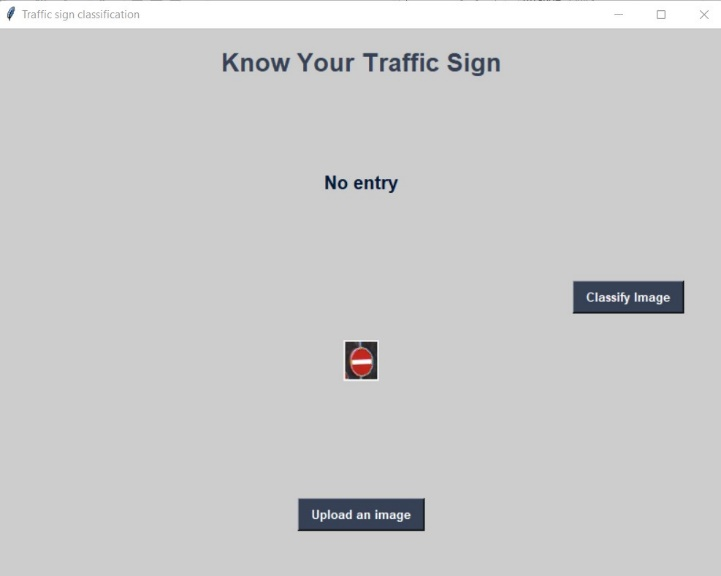 Traffic sign classification
Know Your Traffic Sign
No entry
Classify Image
Upload an image